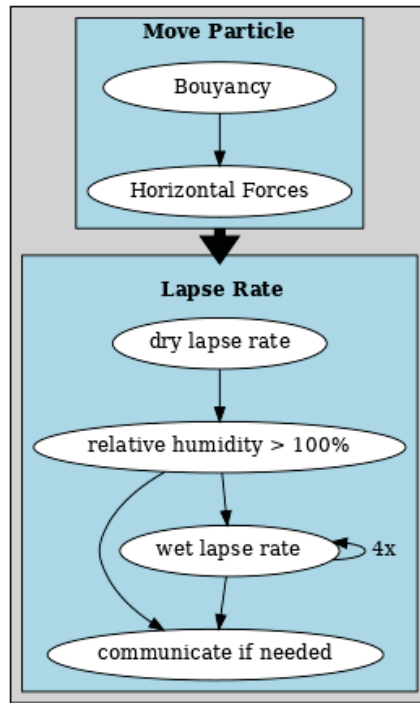 Move Particle
Bouyancy
Horizontal Forces
Lapse Rate
dry lapse rate
relative humidity > 100%
wet lapse rate
4x
communicate if needed